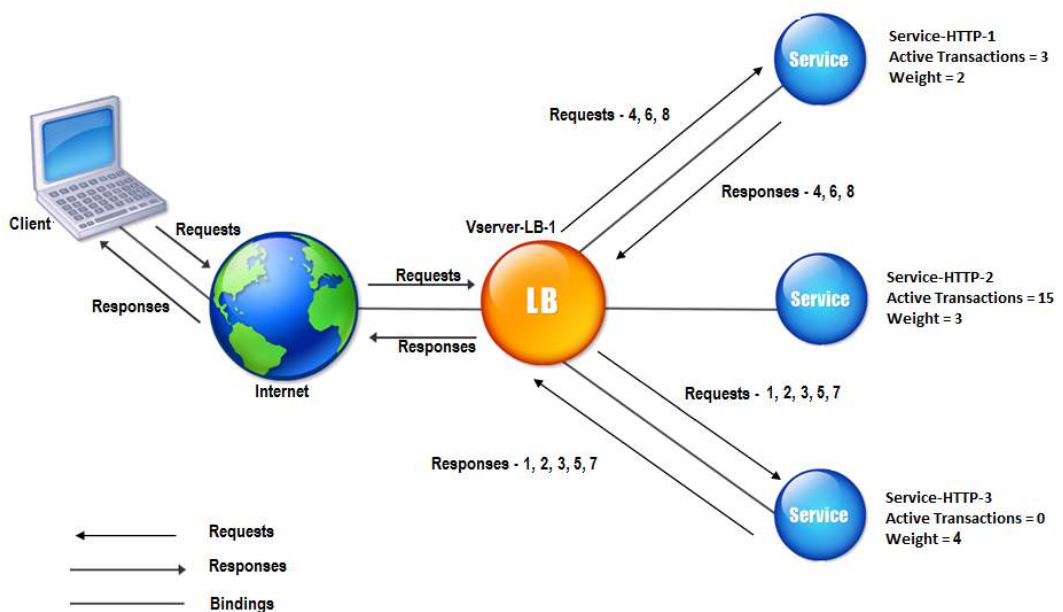 Service-HTTP-1
Active Transactions = 3
Weight = 2
Service
Requests - 4, 6, 8
Responses - 4, 6, 8
Client
Requests
Responses
Vserver-LB-1
Requests
LB
Responses
Internet
Service-HTTP-2
Active Transactions = 15
Weight = 3
Service
Requests - 1, 2, 3, 5, 7
Responses - 1, 2, 3, 5, 7
Service-HTTP-3
Active Transactions = 0
Weight = 4
Service
Requests
Responses
Bindings